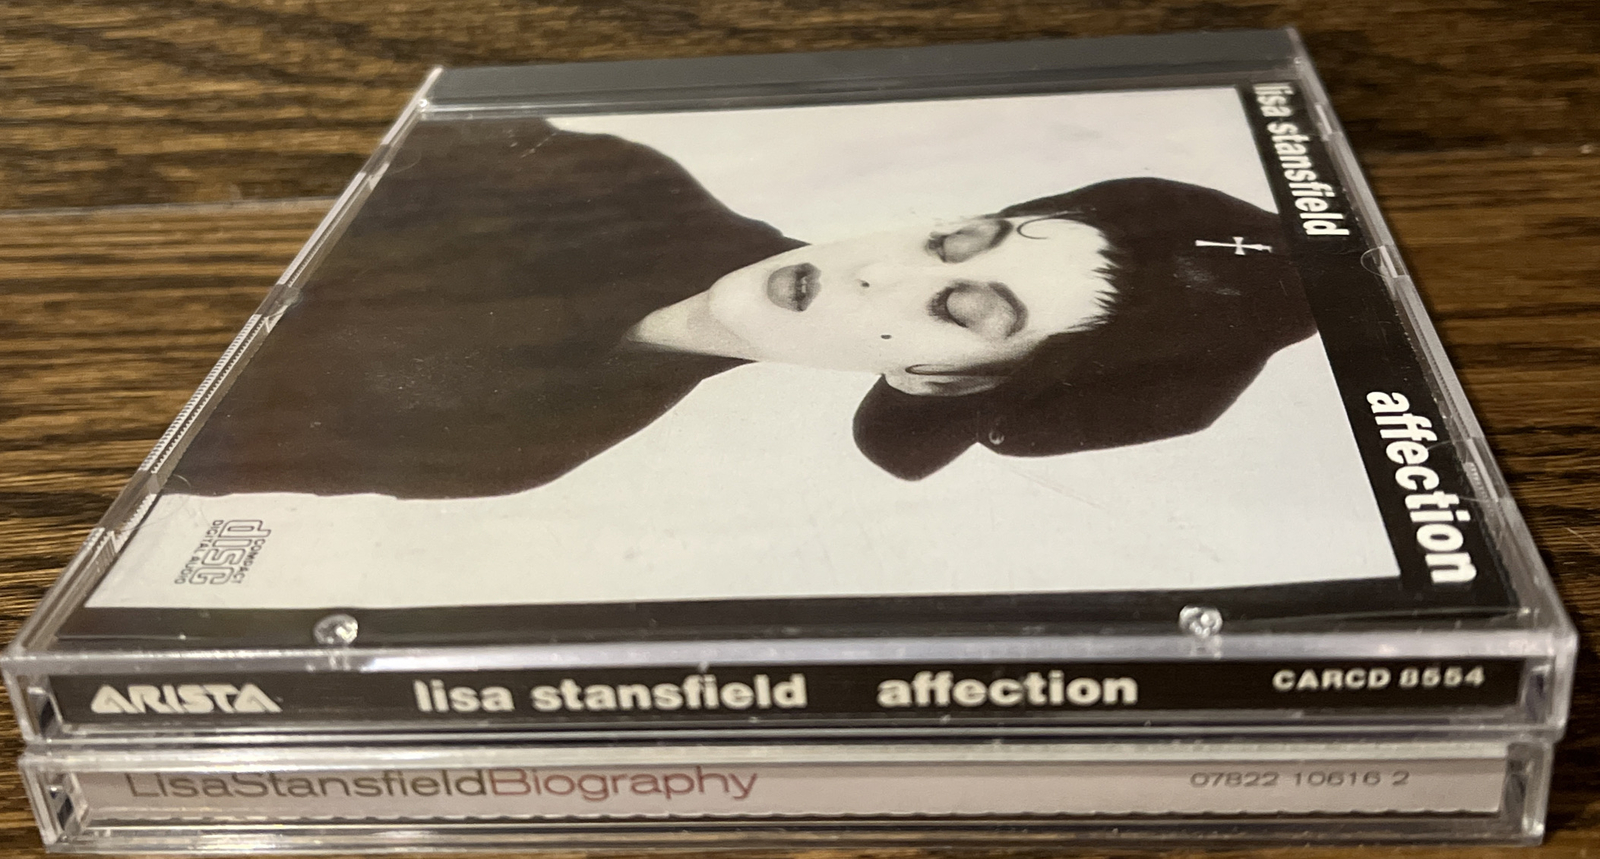 lisa stansfield
affection
COMPACT
disc
DIGITAL AUDIO
ARISTA lisa stansfield affection CARCD 8554
LisaStansfieldBiography 07822 10616 2